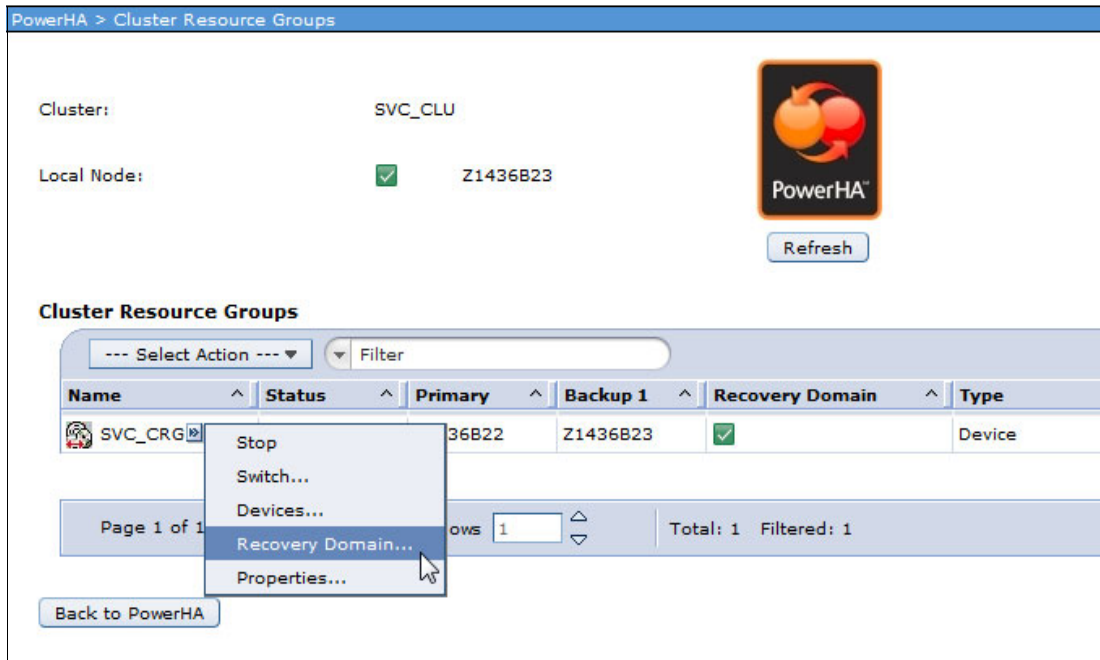 PowerHA > Cluster Resource Groups
Cluster: SVC_CLU
Local Node: Z1436B23
PowerHA™
Refresh
Cluster Resource Groups
--- Select Action --- Filter
Name Status Primary Backup 1 Recovery Domain Type
SVC_CRG 36B22 Z1436B23 Device
Stop
Switch...
Devices...
Recovery Domain...
Properties...
Page 1 of 1 ows 1 Total: 1 Filtered: 1
Back to PowerHA